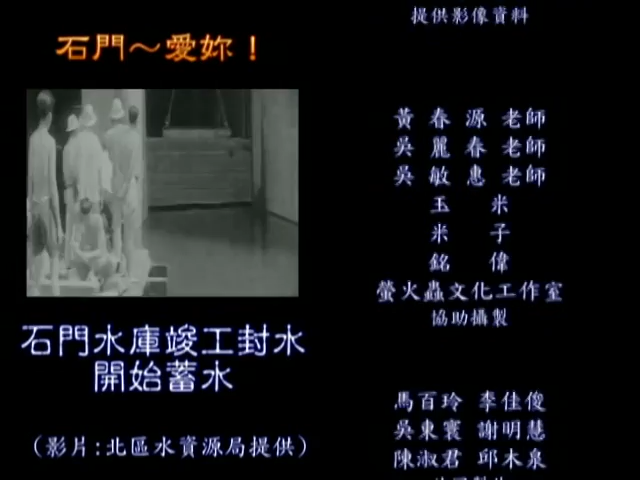 石門～愛妳！
石門水庫竣工封水
開始蓄水
（影片:北區水資源局提供）
提供影像資料
黃春源 老師
吳麗春 老師
吳敏惠 老師
玉米
米子
銘偉
螢火蟲文化工作室
協助攝製
馬百玲 李佳俊
吳東寰 謝明慧
陳淑君 邱木泉